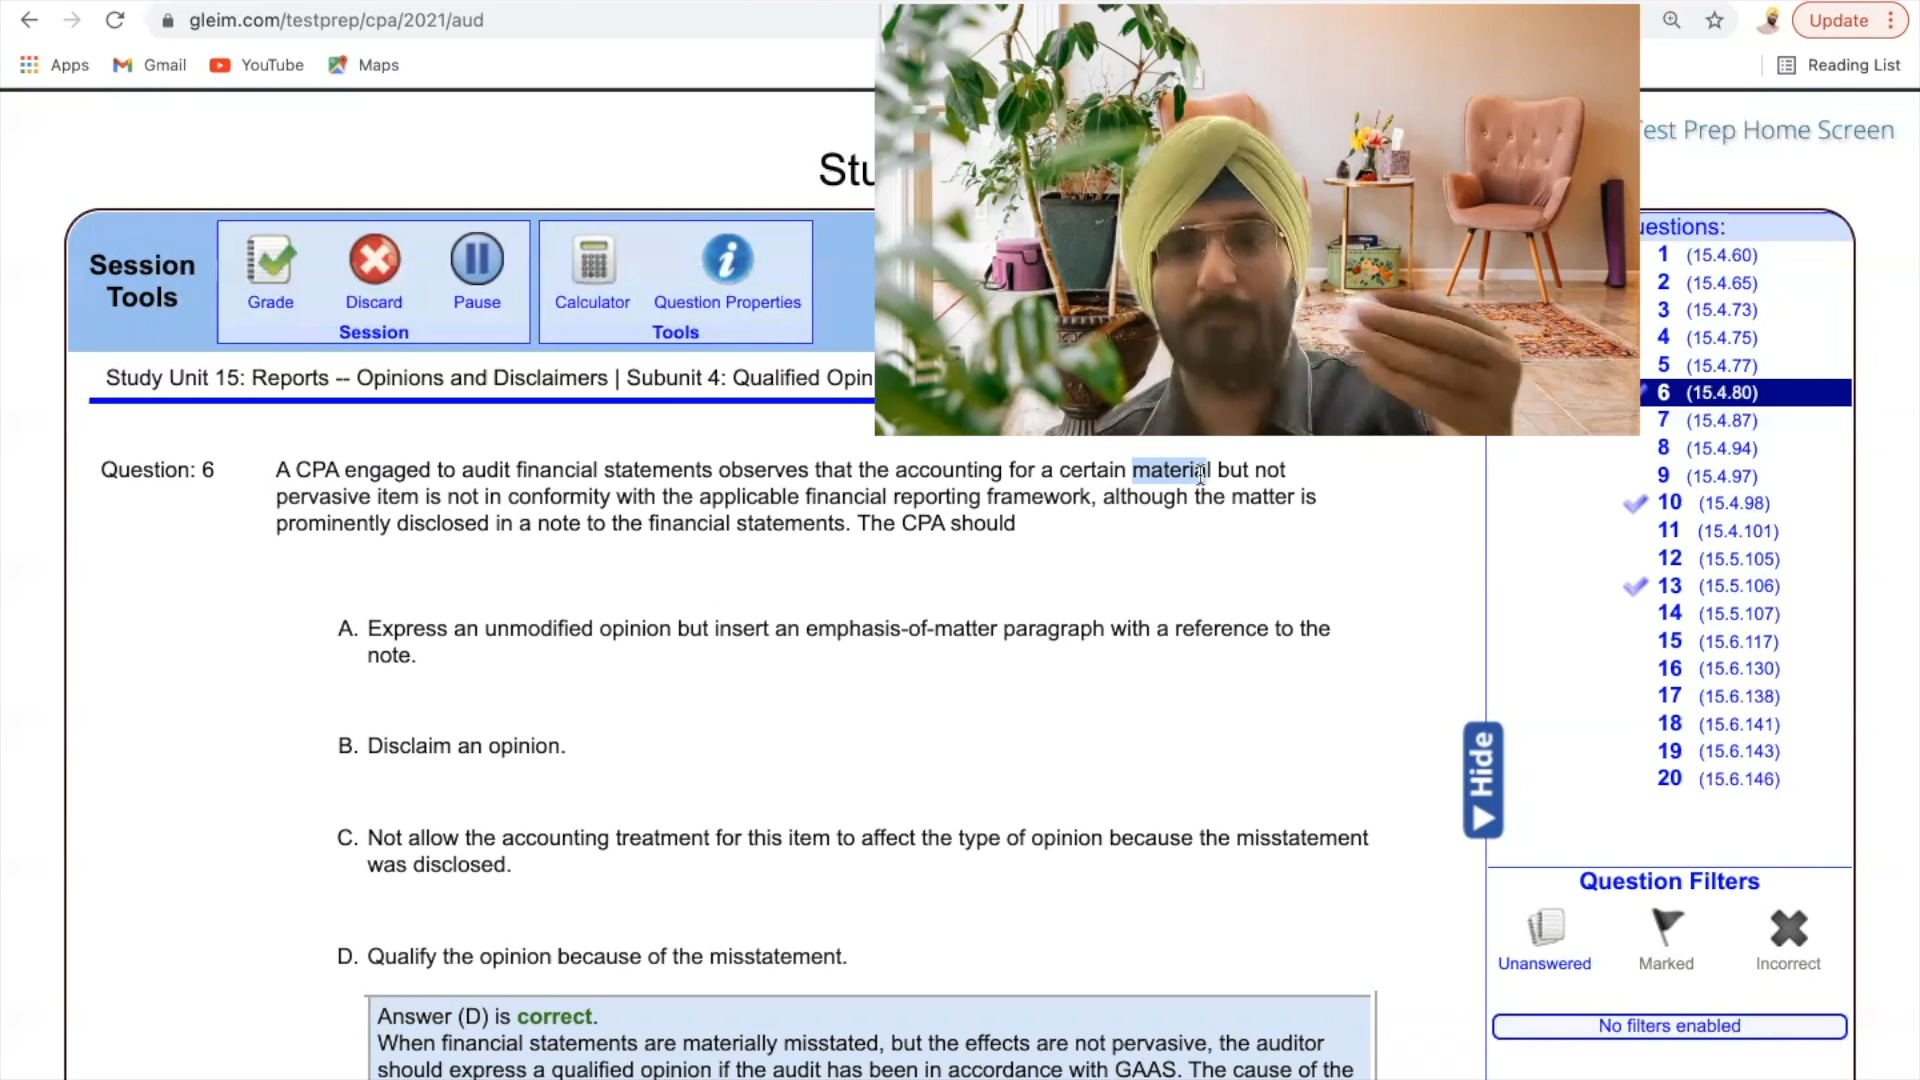 gleim.com/testprep/cpa/2021/aud
Update
Apps
Gmail
YouTube
Maps
Reading List
Test Prep Home Screen
Session
Tools
Grade
Discard
Pause
Session
Calculator
Question Properties
Tools
Study Unit 15: Reports -- Opinions and Disclaimers | Subunit 4: Qualified Opin
Question: 6
A CPA engaged to audit financial statements observes that the accounting for a certain material but not
pervasive item is not in conformity with the applicable financial reporting framework, although the matter is
prominently disclosed in a note to the financial statements. The CPA should
A. Express an unmodified opinion but insert an emphasis-of-matter paragraph with a reference to the
note.
B. Disclaim an opinion.
C. Not allow the accounting treatment for this item to affect the type of opinion because the misstatement
was disclosed.
D. Qualify the opinion because of the misstatement.
Answer (D) is correct.
When financial statements are materially misstated, but the effects are not pervasive, the auditor
should express a qualified opinion if the audit has been in accordance with GAAS. The cause of the
uestions:
1 (15.4.60)
2 (15.4.65)
3 (15.4.73)
4 (15.4.75)
5 (15.4.77)
6 (15.4.80)
7 (15.4.87)
8 (15.4.94)
9 (15.4.97)
10 (15.4.98)
11 (15.4.101)
12 (15.5.105)
13 (15.5.106)
14 (15.5.107)
15 (15.6.117)
16 (15.6.130)
17 (15.6.138)
18 (15.6.141)
19 (15.6.143)
20 (15.6.146)
Hide
Question Filters
Unanswered
Marked
Incorrect
No filters enabled